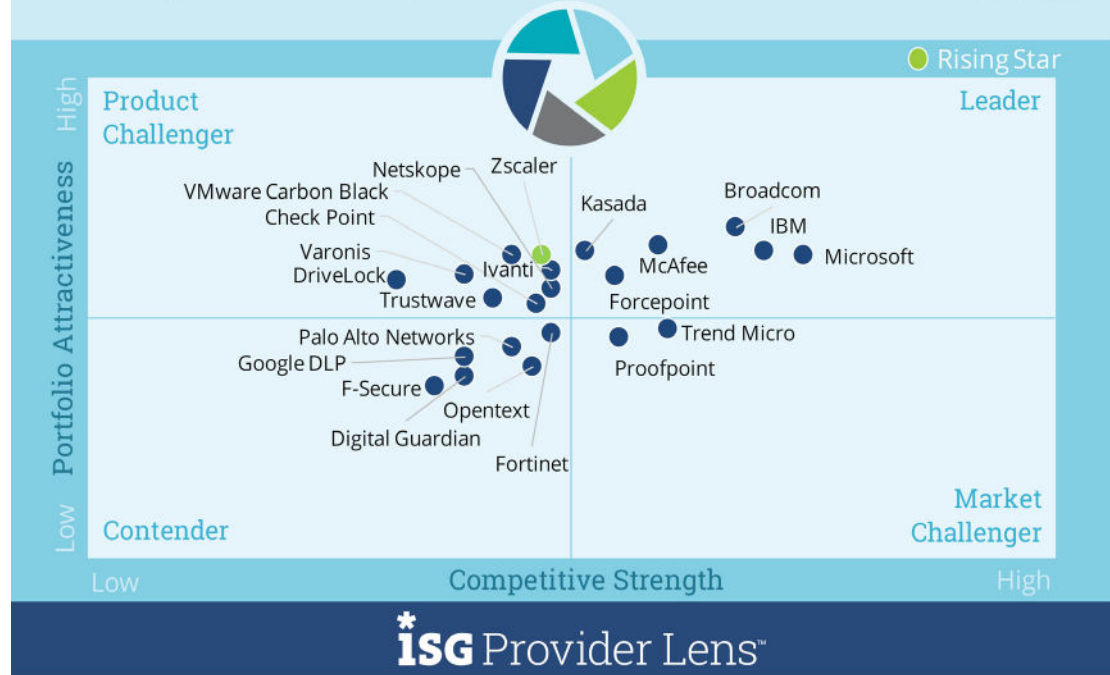 Rising Star
High
Product
Challenger
Leader
Portfolio Attractiveness
Netskope
Zscaler
VMware Carbon Black
Check Point
Kasada
Broadcom
IBM
Varonis
DriveLock
Ivanti
McAfee
Microsoft
Trustwave
Forcepoint
Palo Alto Networks
Trend Micro
Google DLP
Proofpoint
F-Secure
Opentext
Digital Guardian
Fortinet
Low
Contender
Market
Challenger
Low
Competitive Strength
High
iSG Provider Lens™